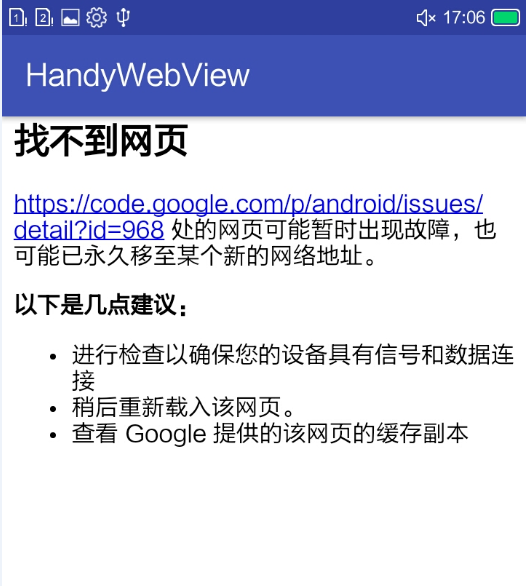 1 2 17:06
HandyWebView
找不到网页
https://code.google.com/p/android/issues/
detail?id=968 处的网页可能暂时出现故障，也
可能已永久移至某个新的网络地址。
以下是几点建议：
• 进行检查以确保您的设备具有信号和数据连
接
• 稍后重新载入该网页。
• 查看 Google 提供的该网页的缓存副本